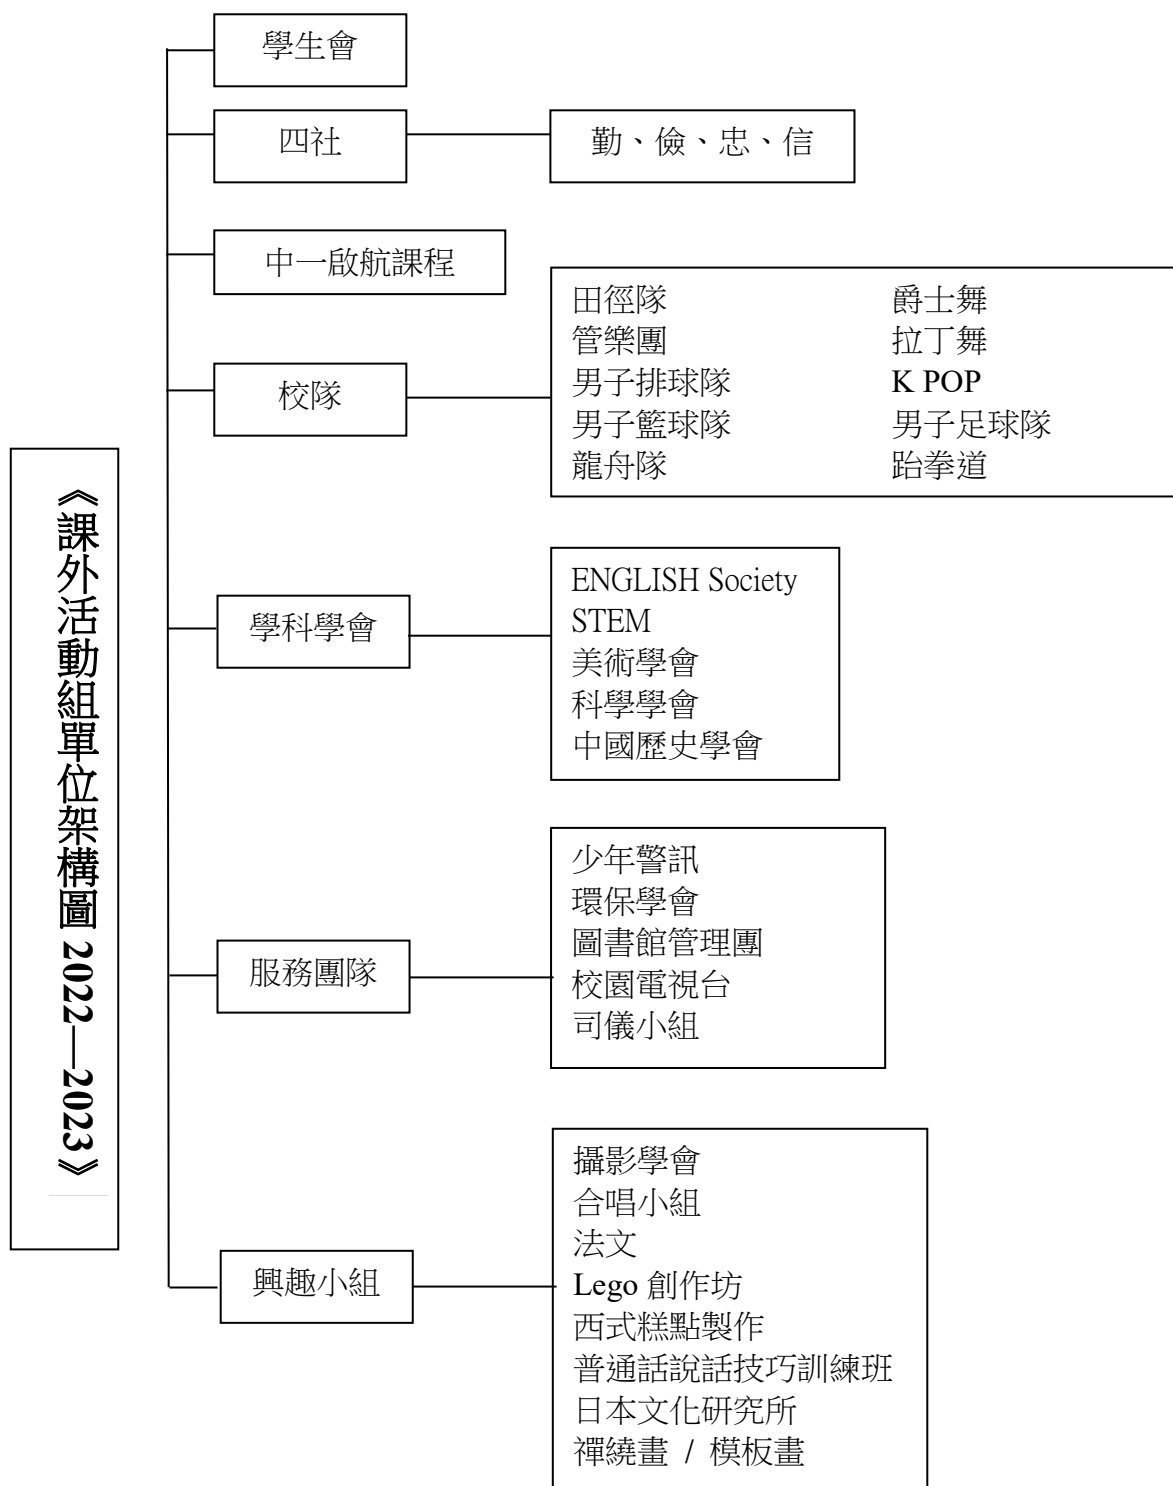 《課外活動組單位架構圖 2022—2023》
學生會
四社
勤、儉、忠、信
中一啟航課程
校隊
田徑隊 爵士舞
管樂團 拉丁舞
男子排球隊 K POP
男子籃球隊 男子足球隊
龍舟隊 跆拳道
學科學會
ENGLISH Society
STEM
美術學會
科學學會
中國歷史學會
服務團隊
少年警訊
環保學會
圖書館管理團
校園電視台
司儀小組
興趣小組
攝影學會
合唱小組
法文
Lego 創作坊
西式糕點製作
普通話說話技巧訓練班
日本文化研究所
禪繞畫 / 模板畫